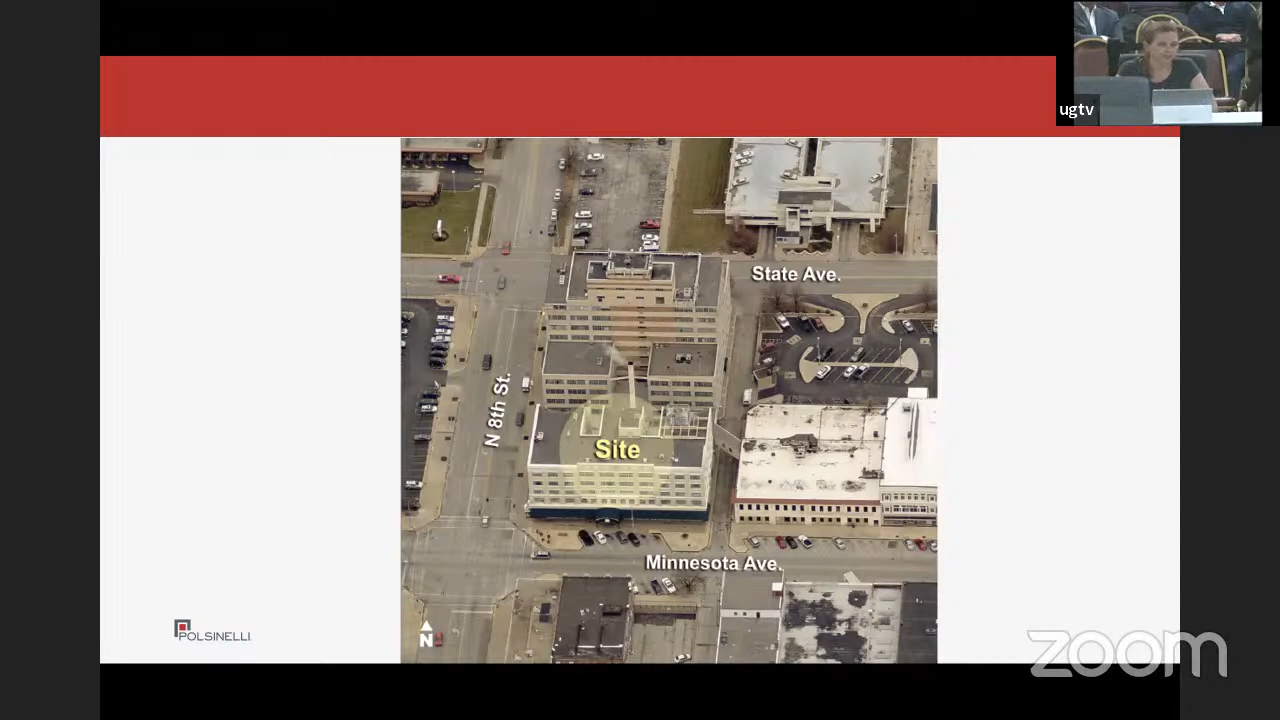 ugtv
State Ave.
N 8th St.
Site
Minnesota Ave.
N
POLSINELLI
zoom